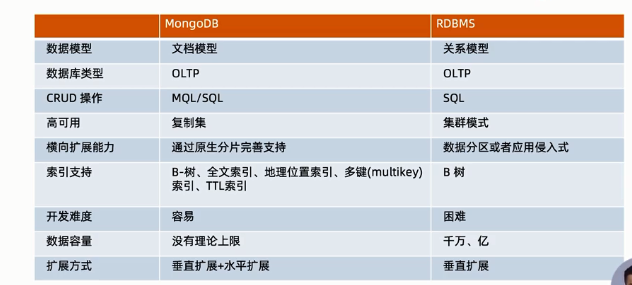 MongoDB RDBMS
数据模型 文档模型 关系模型
数据库类型 OLTP OLTP
CRUD 操作 MQL/SQL SQL
高可用 复制集 集群模式
横向扩展能力 通过原生分片完善支持 数据分区或者应用侵入式
索引支持 B-树、全文索引、地理位置索引、多键(multikey) B 树
索引、TTL索引
开发难度 容易 困难
数据容量 没有理论上限 千万、亿
扩展方式 垂直扩展+水平扩展 垂直扩展